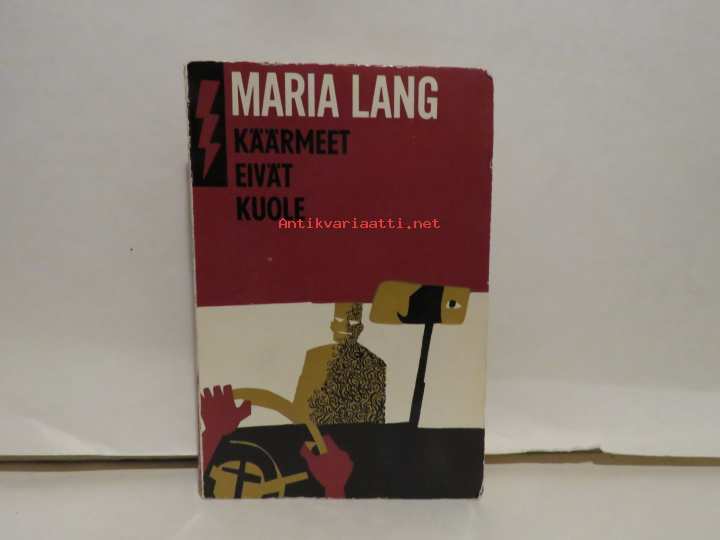 MARIA LANG
KÄÄRMEET
EIVÄT
KUOLE
Antikvariaatti.net